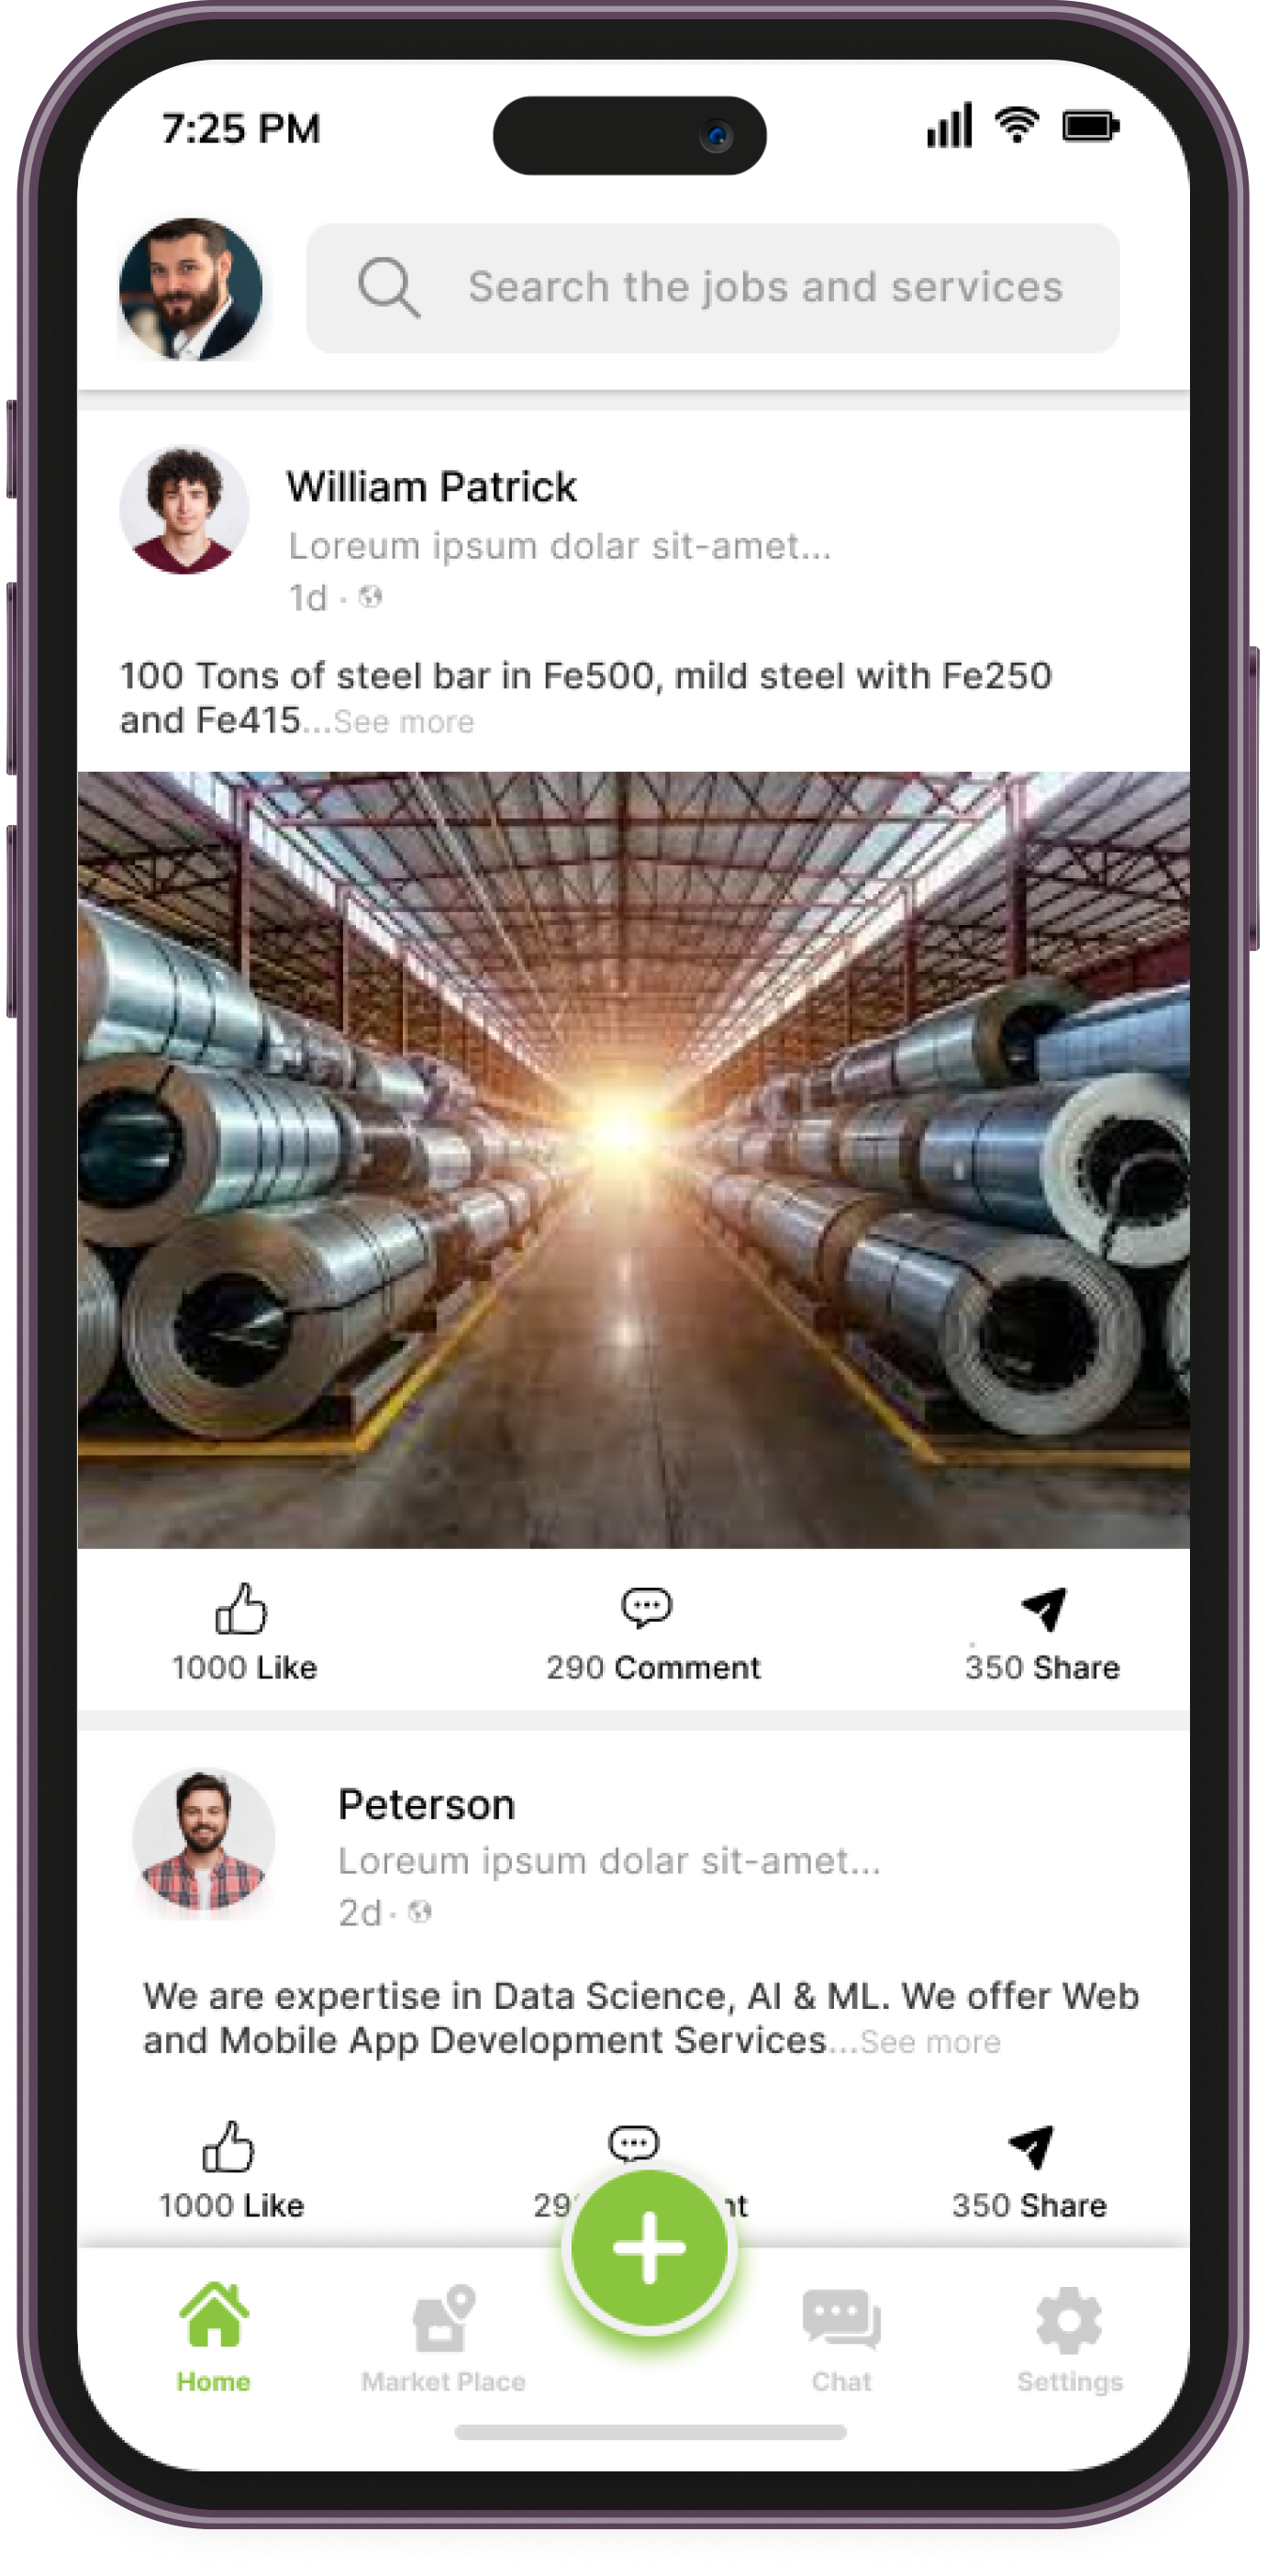 7:25 PM
Search the jobs and services
William Patrick
Loreum ipsum dolar sit-amet...
1d ·
100 Tons of steel bar in Fe500, mild steel with Fe250
and Fe415...See more
1000 Like
290 Comment
350 Share
Peterson
Loreum ipsum dolar sit-amet...
2d ·
We are expertise in Data Science, AI & ML. We offer Web
and Mobile App Development Services...See more
1000 Like
350 Share
Home
Market Place
Chat
Settings